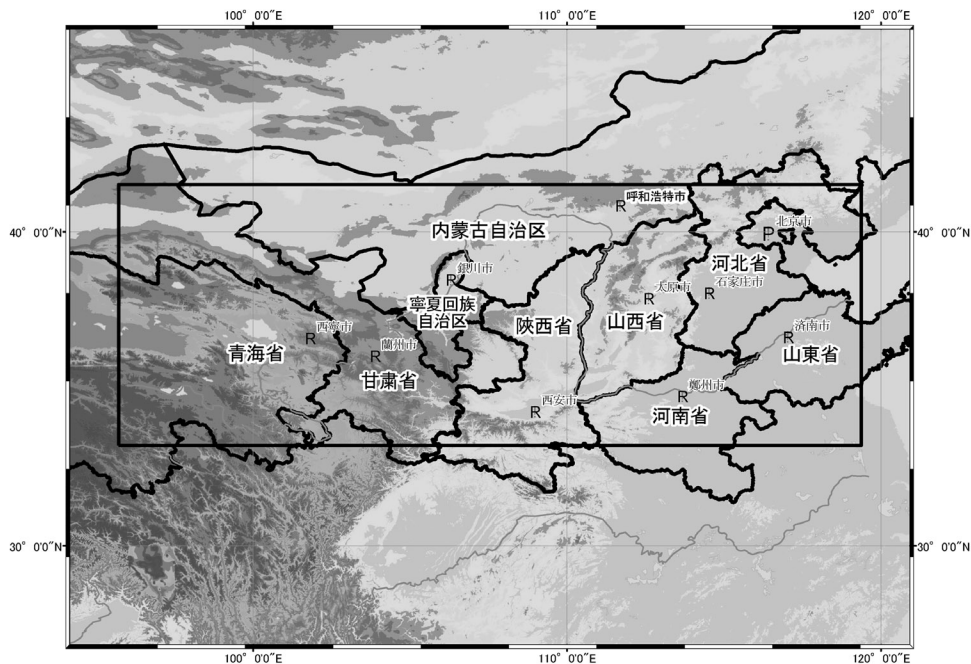 100° 0'0"E
110° 0'0"E
120° 0'0"E
呼和浩特市
R
北京市
P
40° 0'0"N
40° 0'0"N
内蒙古自治区
河北省
銀川市
R
石家庄市
R
太原市
R
寧夏回族
自治区
陝西省
山西省
済南市
R
西寧市
R
蘭州市
R
青海省
山東省
甘粛省
鄭州市
R
西安市
R
河南省
30° 0'0"N
30° 0'0"N
100° 0'0"E
110° 0'0"E
120° 0'0"E